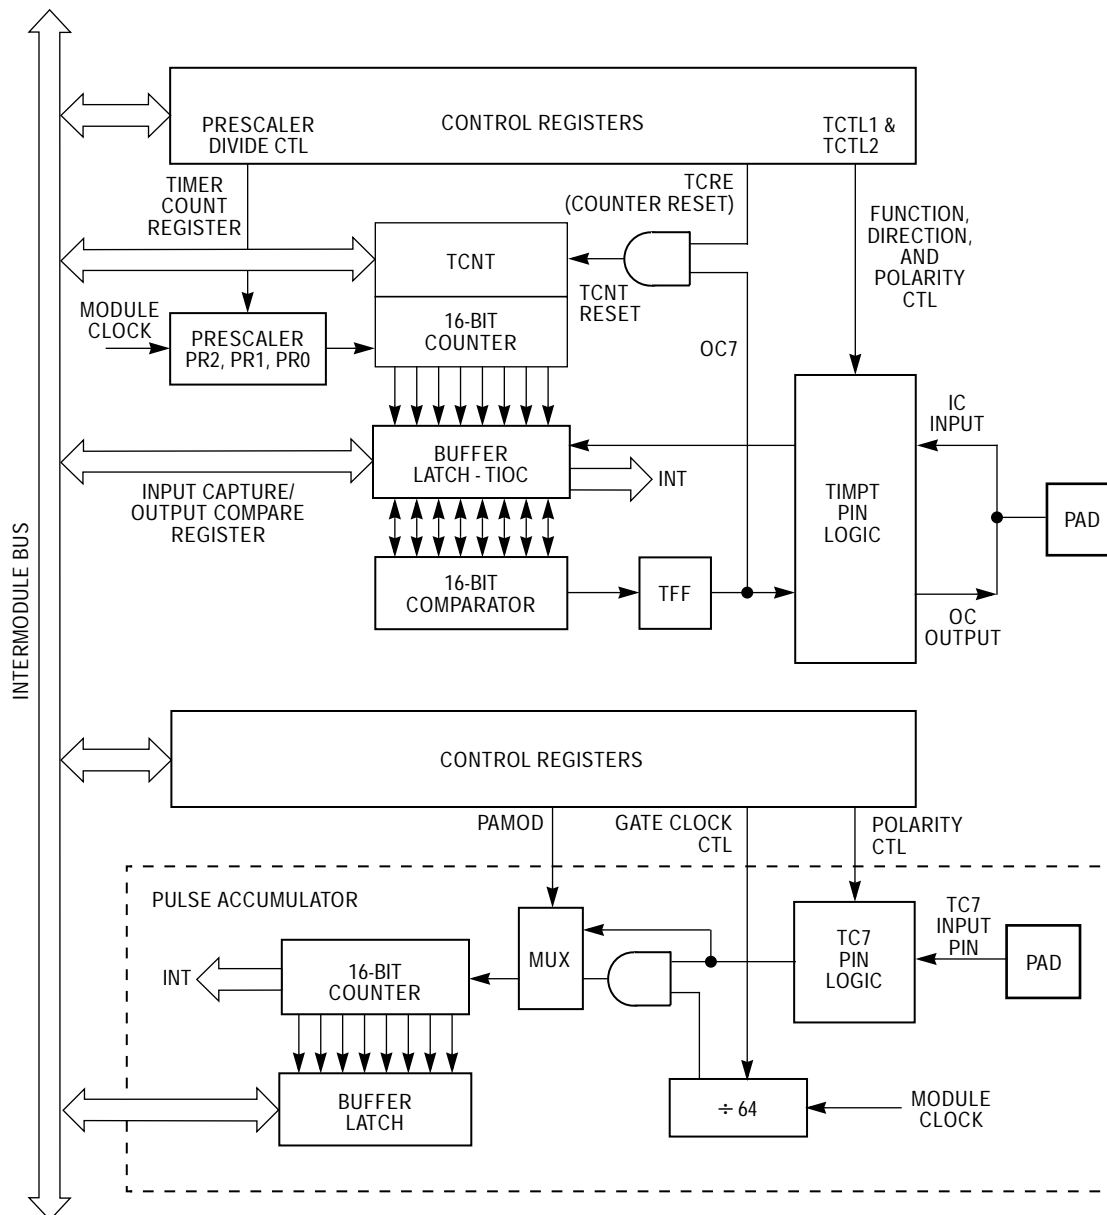 PRESCALER
DIVIDE CTL
CONTROL REGISTERS
TCTL1 &
TCTL2
TIMER
COUNT
REGISTER
TCRE
(COUNTER RESET)
FUNCTION,
DIRECTION,
AND
POLARITY
CTL
TCNT
TCNT
RESET
MODULE
CLOCK
PRESCALER
PR2, PR1, PR0
16-BIT
COUNTER
OC7
IC
INPUT
BUFFER
LATCH - TIOC
INT
INPUT CAPTURE/
OUTPUT COMPARE
REGISTER
TIMPT
PIN
LOGIC
PAD
INTERMODULE BUS
16-BIT
COMPARATOR
TFF
OC
OUTPUT
CONTROL REGISTERS
PAMOD
GATE CLOCK
CTL
POLARITY
CTL
PULSE ACCUMULATOR
MUX
TC7
PIN
LOGIC
TC7
INPUT
PIN
PAD
INT
16-BIT
COUNTER
BUFFER
LATCH
÷ 64
MODULE
CLOCK